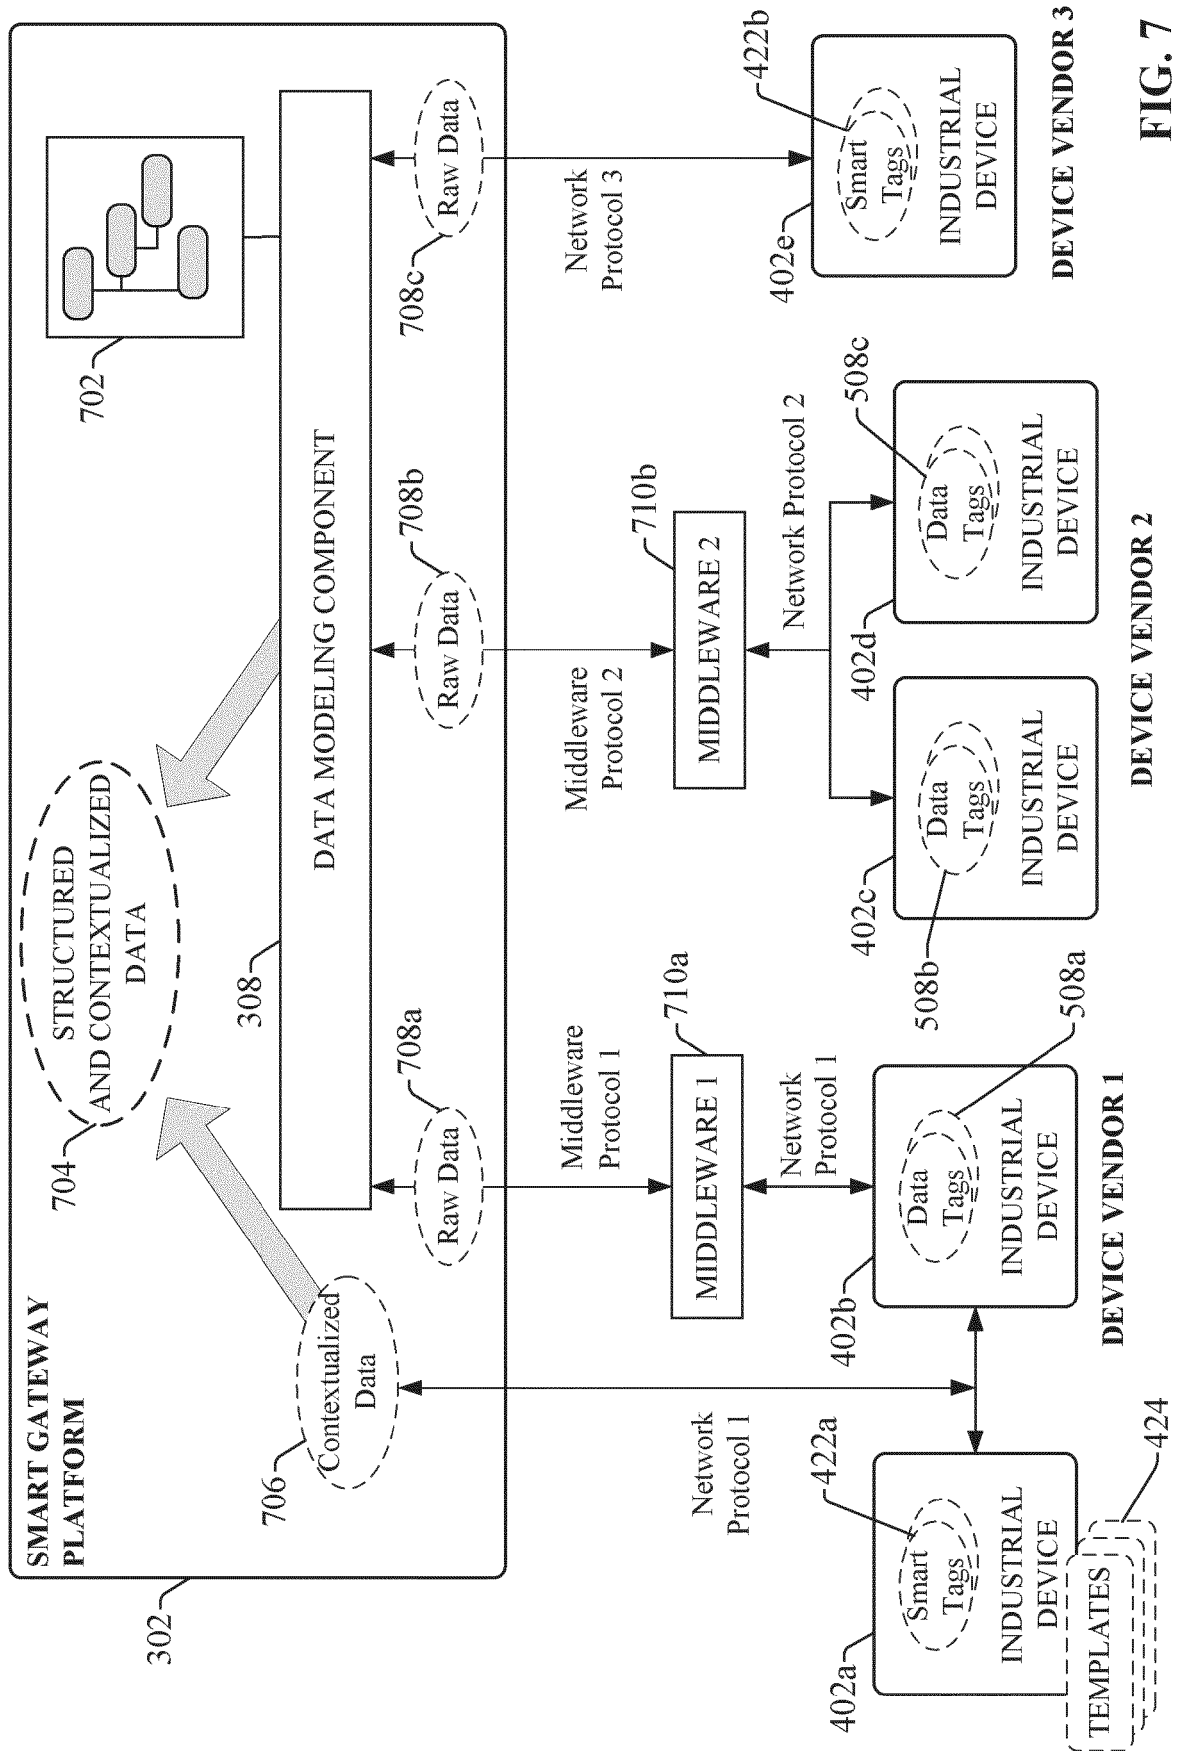 SMART GATEWAY
PLATFORM
302
704
STRUCTURED
AND CONTEXTUALIZED
DATA
702
706
Contextualized
Data
308
DATA MODELING COMPONENT
Raw Data
708a
Raw Data
708b
Raw Data
708c
Network
Protocol 1
Middleware
Protocol 1
Middleware
Protocol 2
Network
Protocol 3
MIDDLEWARE 1
710a
MIDDLEWARE 2
710b
Network
Protocol 1
Network Protocol 2
402a
Smart
Tags
422a
INDUSTRIAL
DEVICE
TEMPLATES
424
402b
Data
Tags
508a
INDUSTRIAL
DEVICE
DEVICE VENDOR 1
402c
Data
Tags
508b
INDUSTRIAL
DEVICE
402d
Data
Tags
508c
INDUSTRIAL
DEVICE
DEVICE VENDOR 2
402e
Smart
Tags
422b
INDUSTRIAL
DEVICE
DEVICE VENDOR 3
FIG. 7